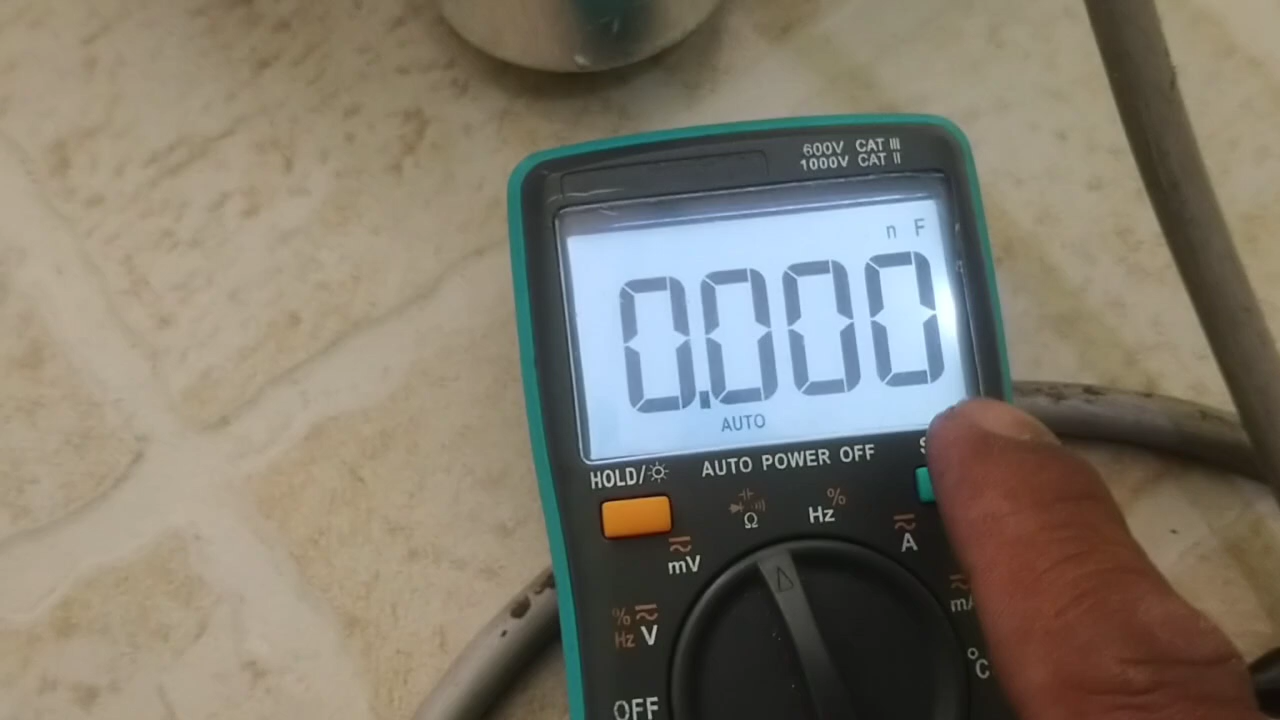 600V CAT III
1000V CAT II
n F
0.000
AUTO
HOLD/
AUTO POWER OFF
Ω
Hz %
A
mV
% Hz V
°C
OFF